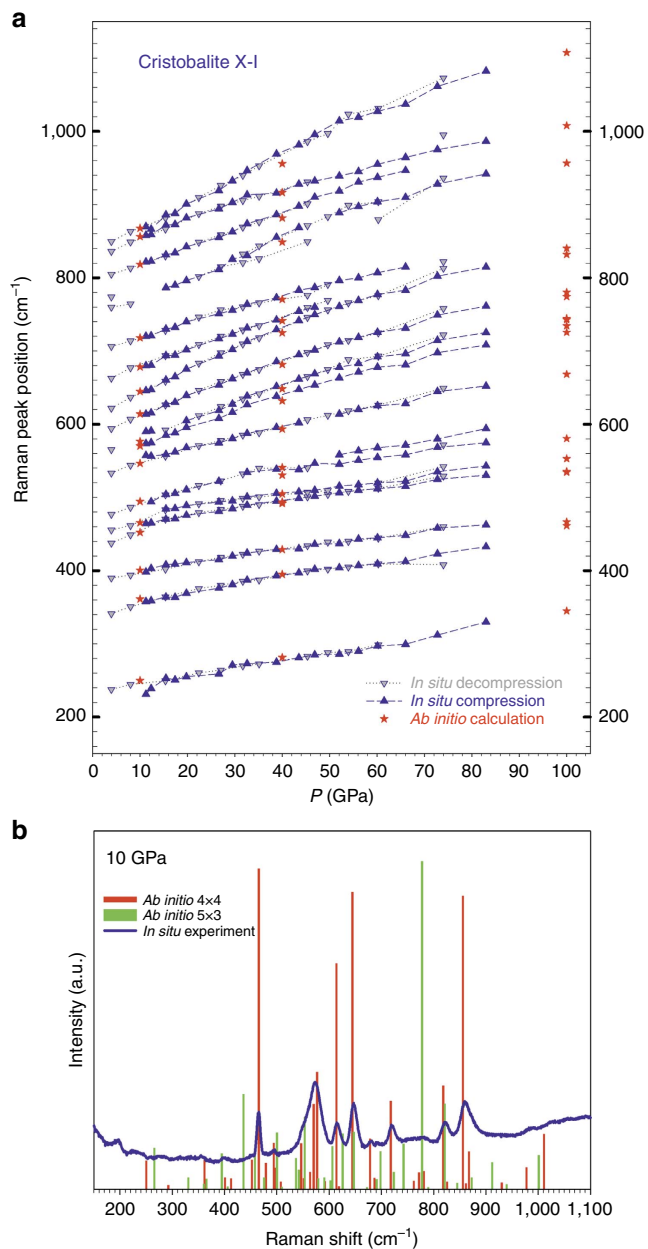 a
Cristobalite X-I
1,000
800
600
400
200
1,000
800
600
400
200
Raman peak position (cm⁻¹)
In situ decompression
In situ compression
Ab initio calculation
0 10 20 30 40 50 60 70 80 90 100
P (GPa)
b
10 GPa
Ab initio 4×4
Ab initio 5×3
In situ experiment
Intensity (a.u.)
200 300 400 500 600 700 800 900 1,000 1,100
Raman shift (cm⁻¹)